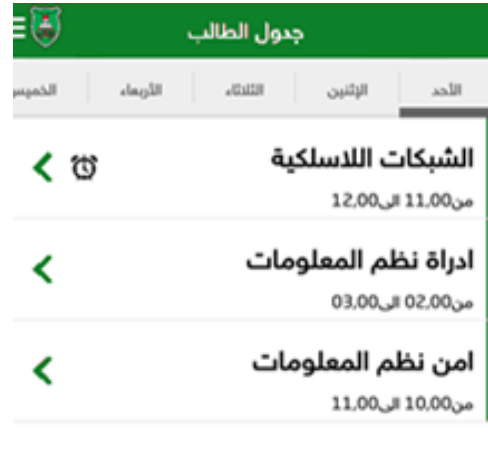 جدول الطالب
الأحد الإثنين الثلاثاء الأربعاء الخميس
الشبكات اللاسلكية
من11,00 الى12,00
ادراة نظم المعلومات
من02,00 الى03,00
امن نظم المعلومات
من10,00 الى11,00